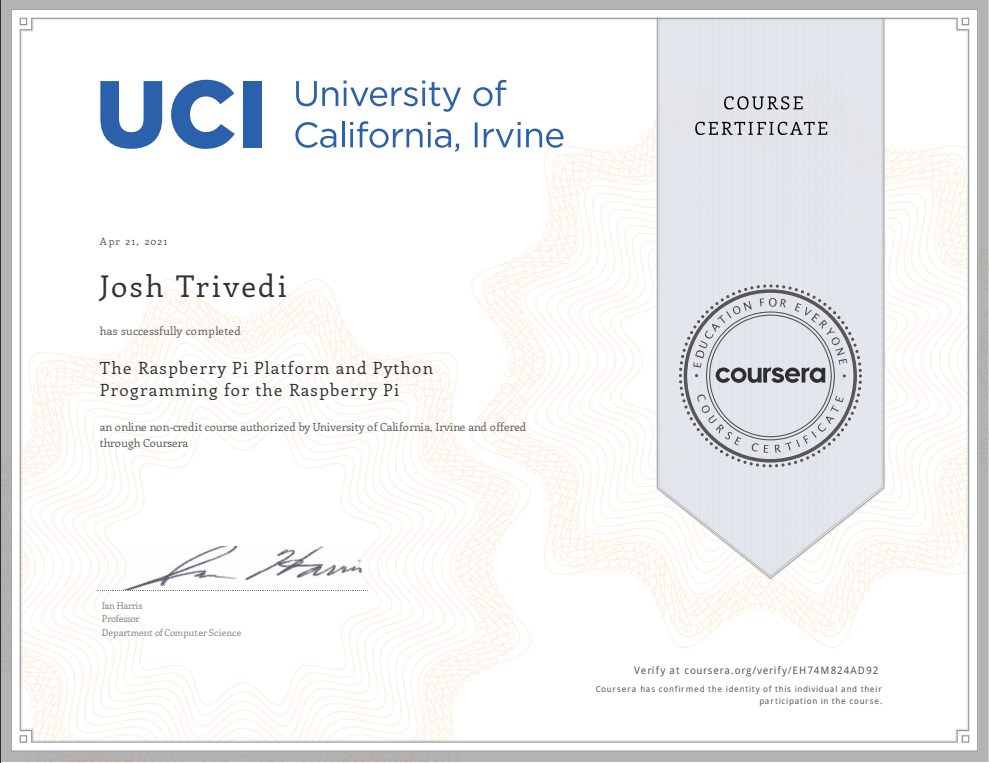 UCI
University of
California, Irvine
COURSE
CERTIFICATE
Apr 21, 2021
Josh Trivedi
has successfully completed
The Raspberry Pi Platform and Python
Programming for the Raspberry Pi
an online non-credit course authorized by University of California, Irvine and offered
through Coursera
EDUCATION FOR EVERYONE
coursera
COURSE CERTIFICATE
Ian Harris
Ian Harris
Professor
Department of Computer Science
Verify at coursera.org/verify/EH74M824AD92
Coursera has confirmed the identity of this individual and their
participation in the course.